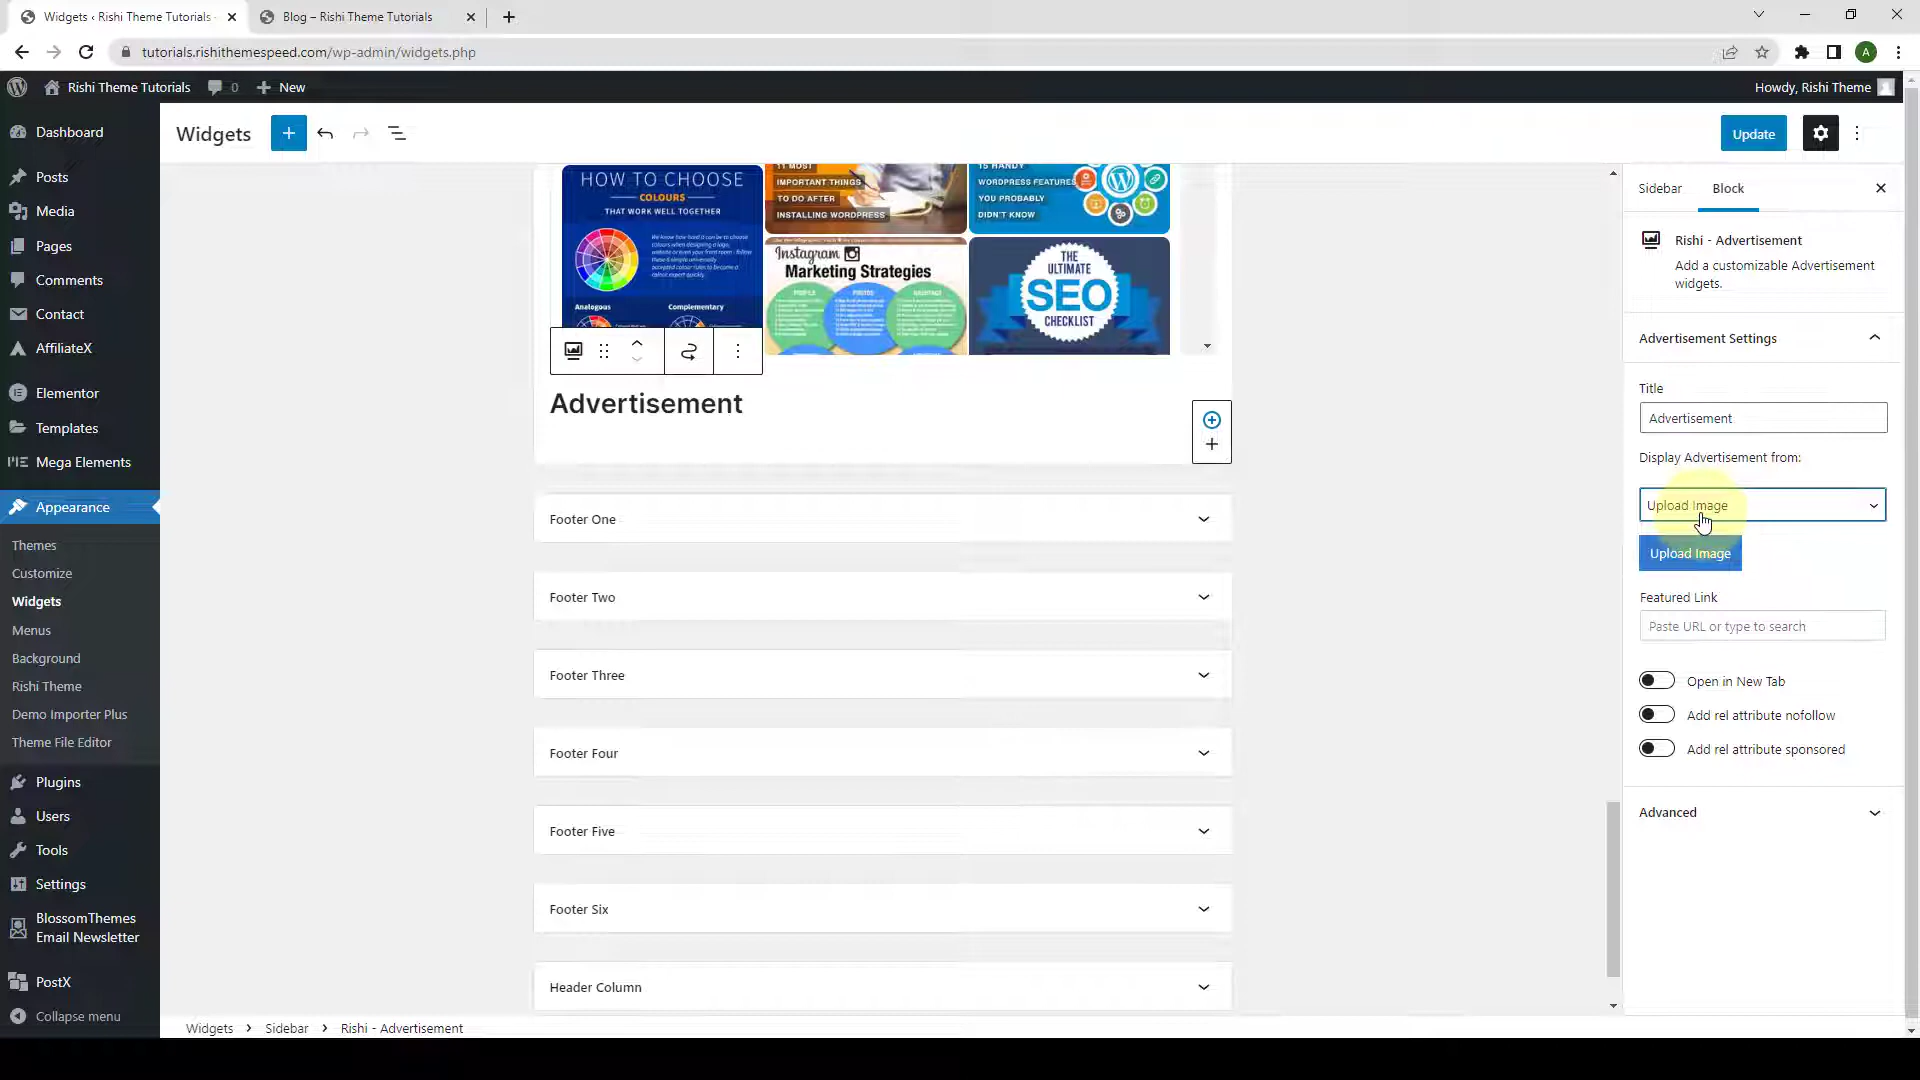 Widgets ‹ Rishi Theme Tutorials
Blog – Rishi Theme Tutorials
tutorials.rishithemespeed.com/wp-admin/widgets.php
A
Rishi Theme Tutorials
0
New
Howdy, Rishi Theme
Dashboard
Posts
Media
Pages
Comments
Contact
AffiliateX
Elementor
Templates
Mega Elements
Appearance
Themes
Customize
Widgets
Menus
Background
Rishi Theme
Demo Importer Plus
Theme File Editor
Plugins
Users
Tools
Settings
BlossomThemes
Email Newsletter
PostX
Collapse menu
Widgets
Update
HOW TO CHOOSE
COLOURS
THAT WORK WELL TOGETHER
Analogous
Complementary
11 MOST
IMPORTANT THINGS
TO DO AFTER
INSTALLING WORDPRESS
15 HANDY
WORDPRESS FEATURES
YOU PROBABLY
DIDN'T KNOW
Instagram
Marketing Strategies
PROFILE
PHOTOS
HASHTAGS
THE
ULTIMATE
SEO
CHECKLIST
Advertisement
Footer One
Footer Two
Footer Three
Footer Four
Footer Five
Footer Six
Header Column
Widgets
Sidebar
Rishi - Advertisement
Sidebar
Block
Rishi - Advertisement
Add a customizable Advertisement
widgets.
Advertisement Settings
Title
Advertisement
Display Advertisement from:
Upload Image
Upload Image
Featured Link
Paste URL or type to search
Open in New Tab
Add rel attribute nofollow
Add rel attribute sponsored
Advanced